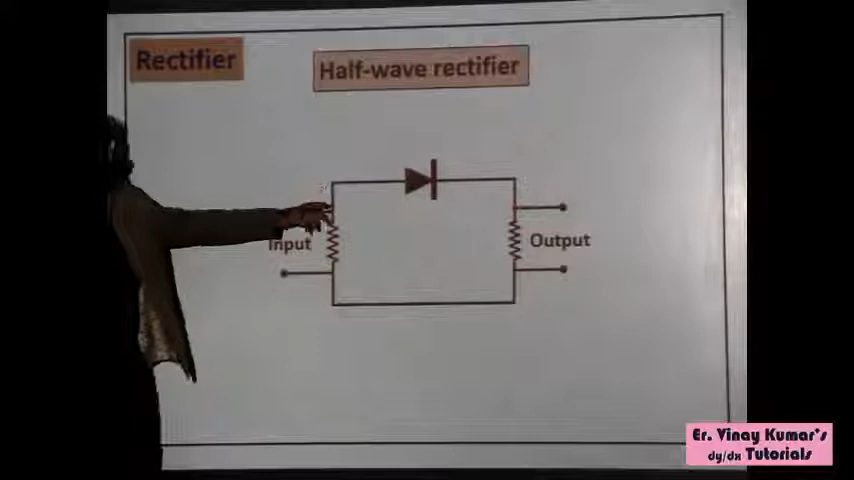 Rectifier
Half-wave rectifier
Input
Output
Er. Vinay Kumar's
dy/dx Tutorials